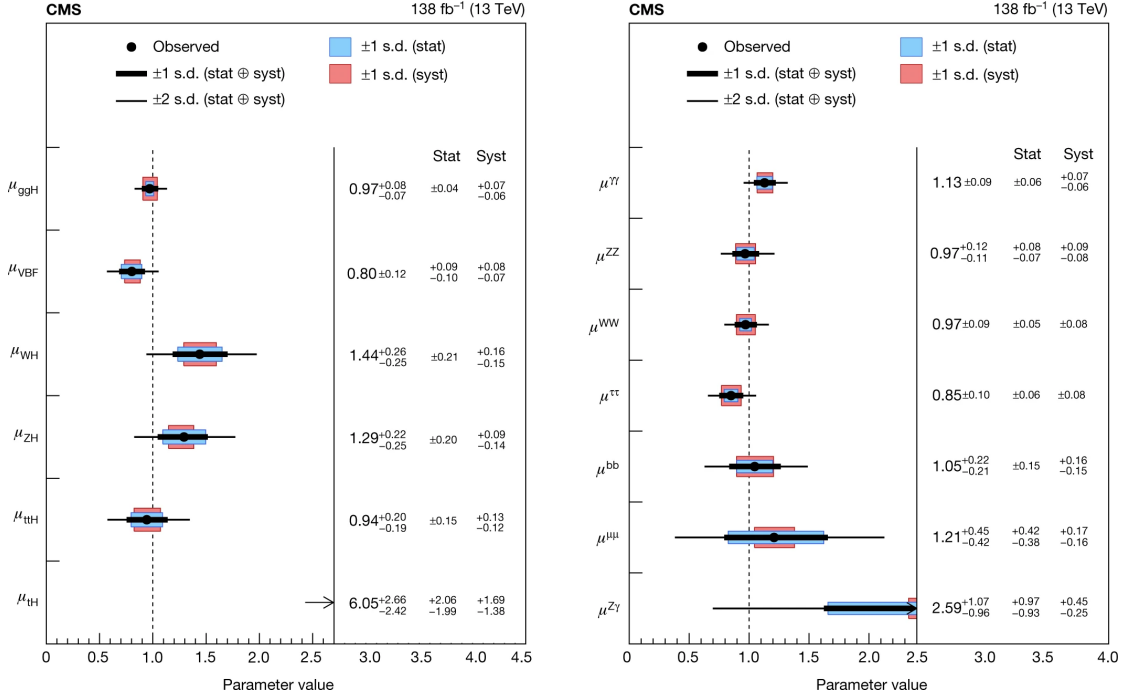 CMS 138 fb⁻¹ (13 TeV)
Observed ±1 s.d. (stat)
±1 s.d. (stat ⊕ syst) ±1 s.d. (syst)
±2 s.d. (stat ⊕ syst)
Stat Syst
μggH 0.97 +0.08 −0.07 ±0.04 +0.07 −0.06
μVBF 0.80 ±0.12 +0.09 −0.10 +0.08 −0.07
μWH 1.44 +0.26 −0.25 ±0.21 +0.16 −0.15
μZH 1.29 +0.22 −0.25 ±0.20 +0.09 −0.14
μttH 0.94 +0.20 −0.19 ±0.15 +0.13 −0.12
μtH 6.05 +2.66 −2.42 +2.06 −1.99 +1.69 −1.38
0 0.5 1.0 1.5 2.0 2.5 3.0 3.5 4.0 4.5
Parameter value
CMS 138 fb⁻¹ (13 TeV)
Observed ±1 s.d. (stat)
±1 s.d. (stat ⊕ syst) ±1 s.d. (syst)
±2 s.d. (stat ⊕ syst)
Stat Syst
μγγ 1.13 ±0.09 ±0.06 +0.07 −0.06
μZZ 0.97 +0.12 −0.11 +0.08 −0.07 +0.09 −0.08
μWW 0.97 ±0.09 ±0.05 ±0.08
μττ 0.85 ±0.10 ±0.06 ±0.08
μbb 1.05 +0.22 −0.21 ±0.15 +0.16 −0.15
μμμ 1.21 +0.45 −0.42 +0.42 −0.38 +0.17 −0.16
μZγ 2.59 +1.07 −0.96 +0.97 −0.93 +0.45 −0.25
0 0.5 1.0 1.5 2.0 2.5 3.0 3.5 4.0
Parameter value